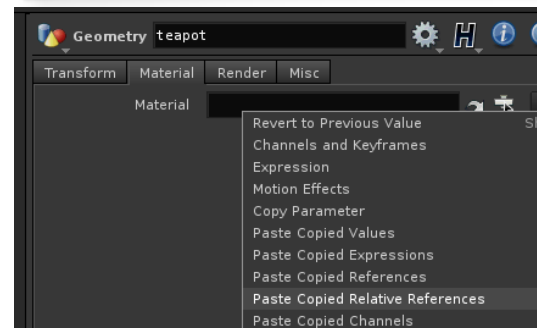 Geometry teapot
Transform Material Render Misc
Material
Revert to Previous Value
Channels and Keyframes
Expression
Motion Effects
Copy Parameter
Paste Copied Values
Paste Copied Expressions
Paste Copied References
Paste Copied Relative References
Paste Copied Channels